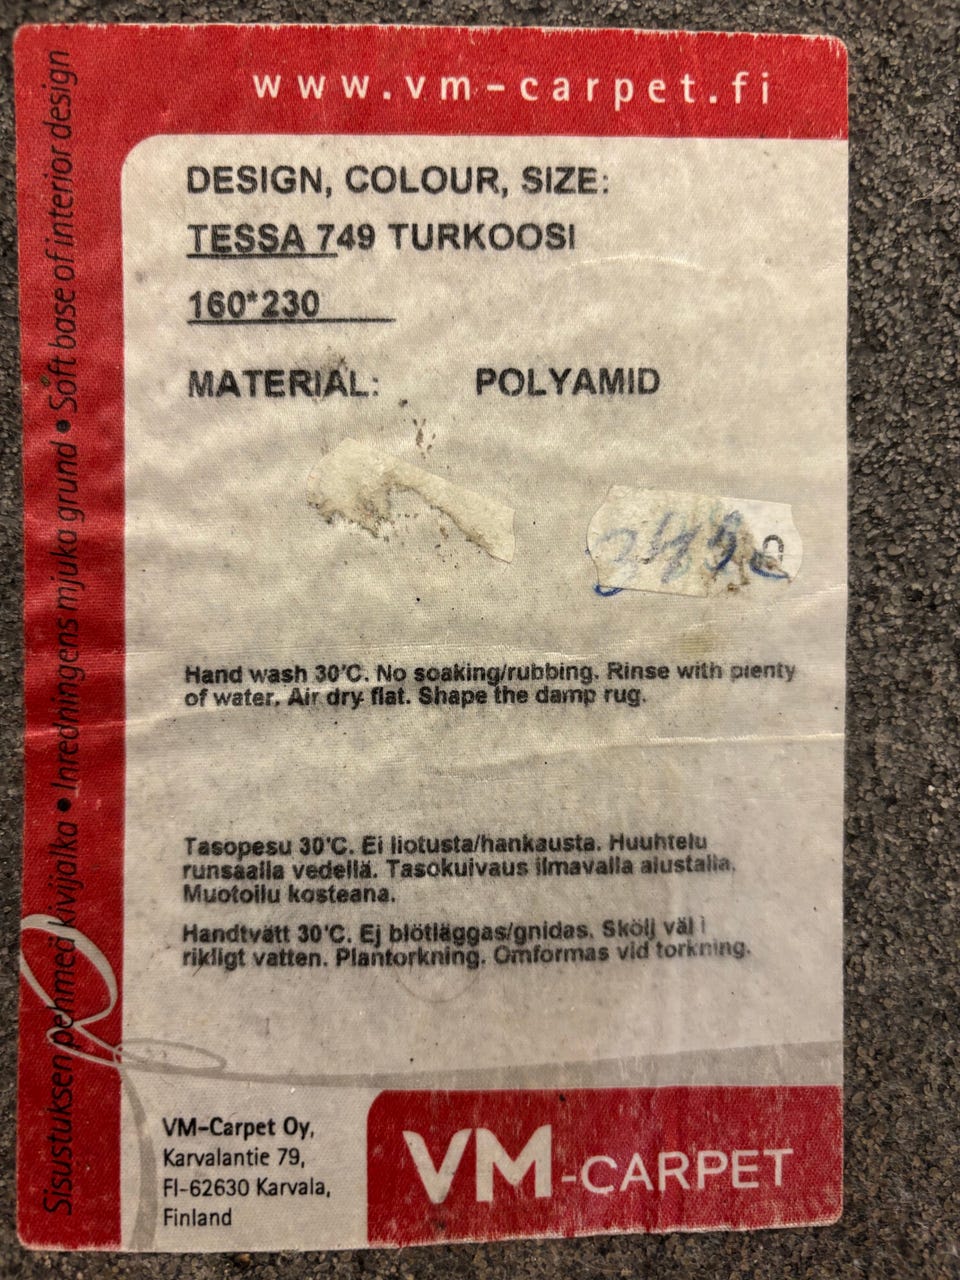 www.vm-carpet.fi
Sisustuksen pehmeä kivijalka • Inredningens mjuka grund • Soft base of interior design
DESIGN, COLOUR, SIZE:
TESSA 749 TURKOOSI
160*230
MATERIAL: POLYAMID
Hand wash 30'C. No soaking/rubbing. Rinse with plenty
of water. Air dry flat. Shape the damp rug.
Tasopesu 30'C. Ei liotusta/hankausta. Huuhtelu
runsaalla vedellä. Tasokuivaus ilmavalla alustalla.
Muotoilu kosteana.
Handtvätt 30'C. Ej blötläggas/gnidas. Skölj väl i
rikligt vatten. Plantorkning. Omformas vid torkning.
VM-Carpet Oy,
Karvalantie 79,
FI-62630 Karvala,
Finland
VM-CARPET